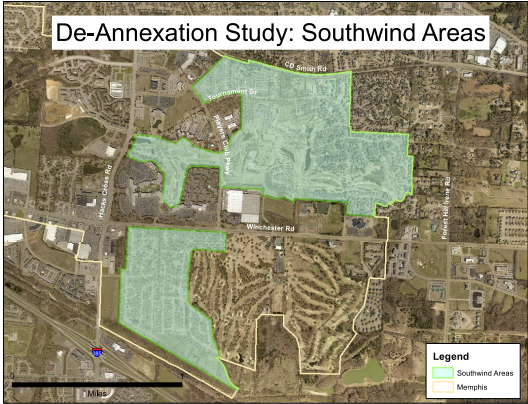 De-Annexation Study: Southwind Areas
CD Smith Rd
Tournament Dr
Players Club Pkwy
Hacks Cross Rd
Forest Hill Irene Rd
Winchester Rd
Legend
Southwind Areas
Memphis
Miles